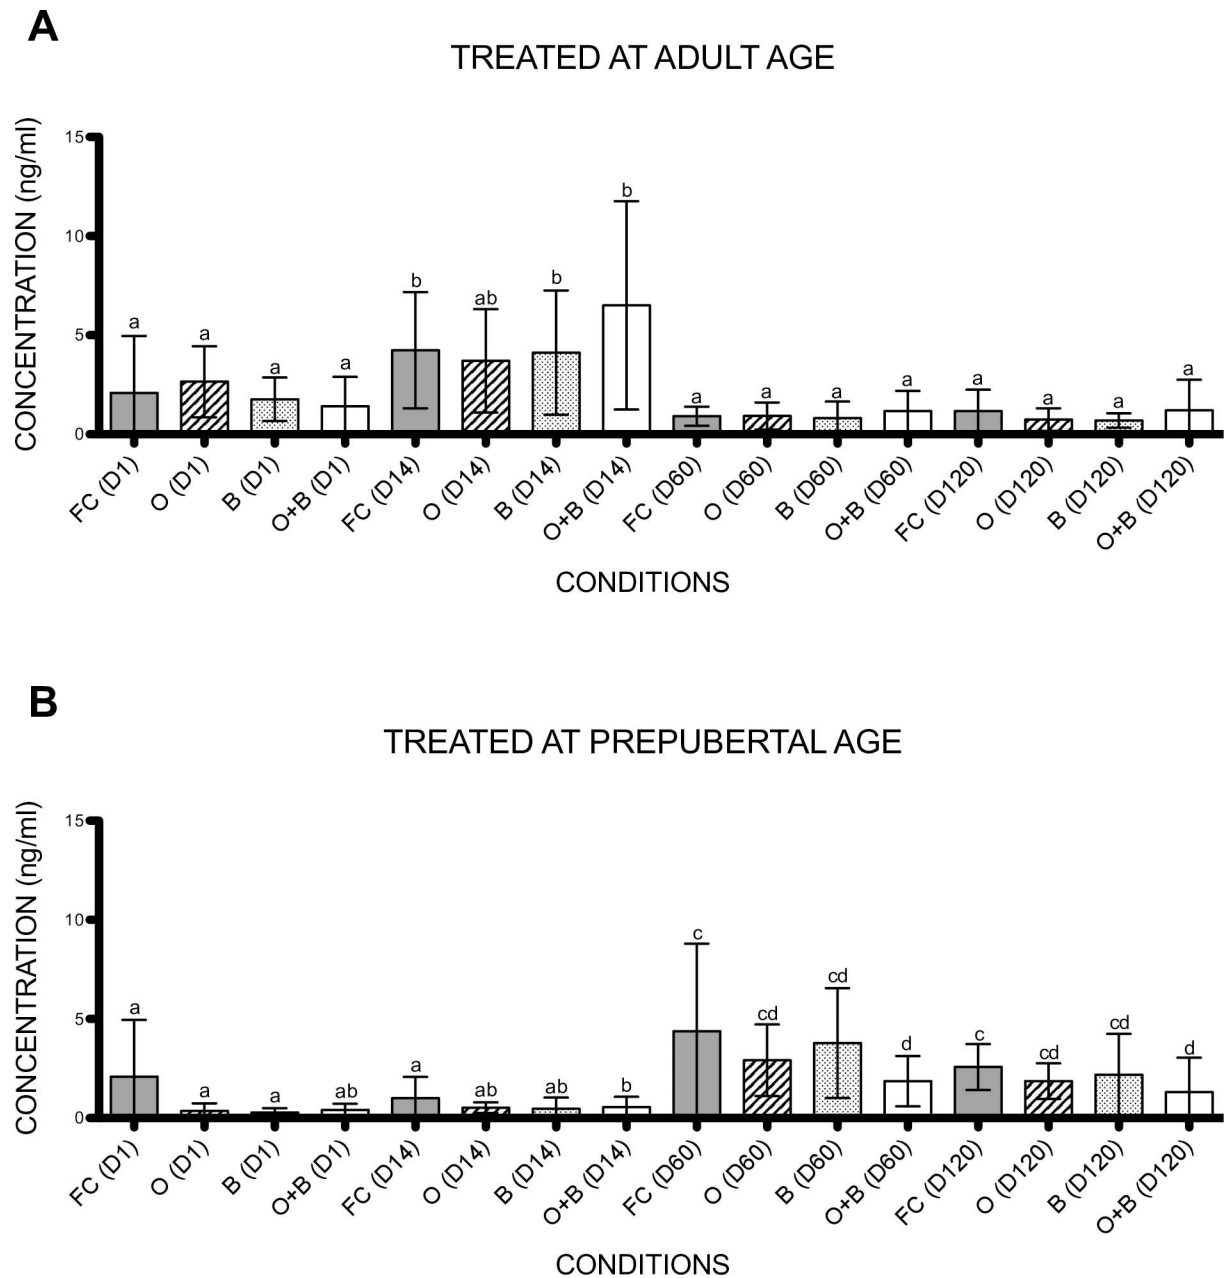 A
TREATED AT ADULT AGE
CONCENTRATION (ng/ml)
15
10
5
0
a
a
a
a
b
ab
b
b
a
a
a
a
a
a
a
a
FC (D1)
O (D1)
B (D1)
O+B (D1)
FC (D14)
O (D14)
B (D14)
O+B (D14)
FC (D60)
O (D60)
B (D60)
O+B (D60)
FC (D120)
O (D120)
B (D120)
O+B (D120)
CONDITIONS
B
TREATED AT PREPUBERTAL AGE
CONCENTRATION (ng/ml)
15
10
5
0
a
a
a
ab
a
ab
ab
b
c
cd
cd
d
c
cd
cd
d
FC (D1)
O (D1)
B (D1)
O+B (D1)
FC (D14)
O (D14)
B (D14)
O+B (D14)
FC (D60)
O (D60)
B (D60)
O+B (D60)
FC (D120)
O (D120)
B (D120)
O+B (D120)
CONDITIONS